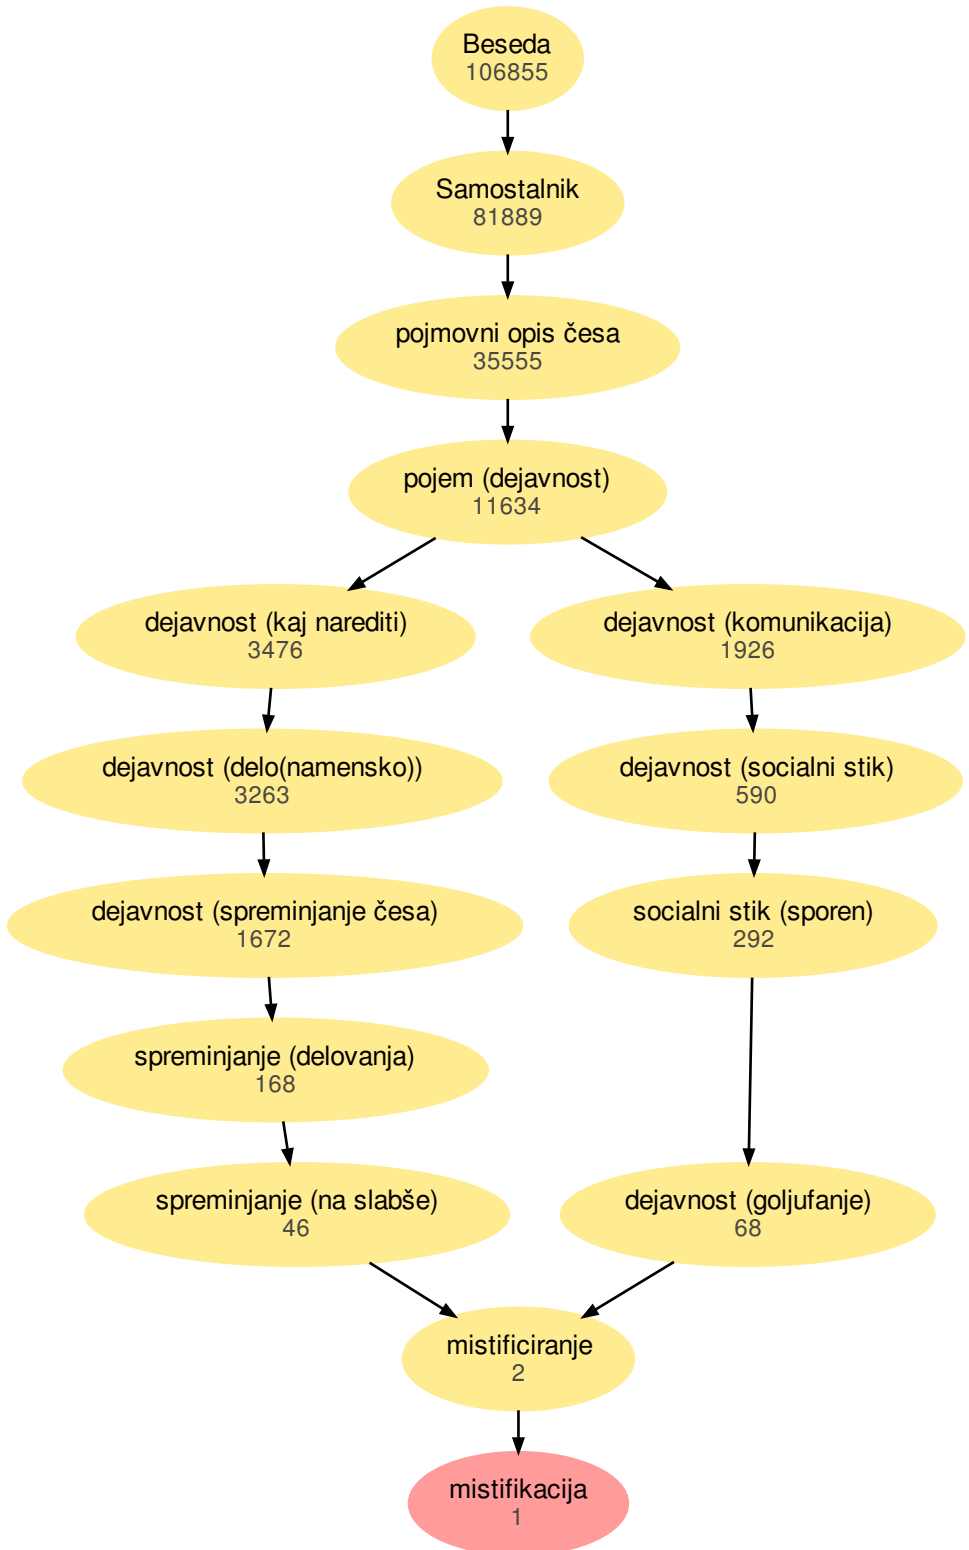 Beseda
106855
Samostalnik
81889
pojmovni opis česa
35555
pojem (dejavnost)
11634
dejavnost (kaj narediti)
3476
dejavnost (komunikacija)
1926
dejavnost (delo(namensko))
3263
dejavnost (socialni stik)
590
dejavnost (spreminjanje česa)
1672
socialni stik (sporen)
292
spreminjanje (delovanja)
168
spreminjanje (na slabše)
46
dejavnost (goljufanje)
68
mistificiranje
2
mistifikacija
1